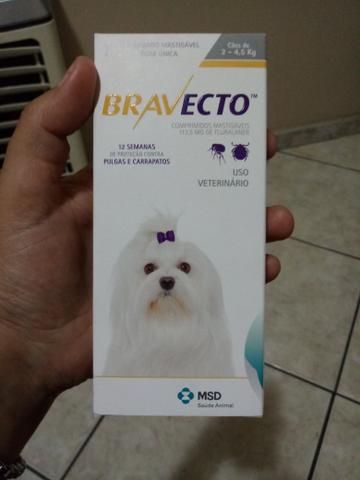 COMPRIMIDO MASTIGÁVEL
DOSE ÚNICA
Cães de
2 – 4,5 Kg
BRAVECTO™
COMPRIMIDOS MASTIGÁVEIS
112,5 MG DE FLURALANER
12 SEMANAS
DE PROTEÇÃO CONTRA
PULGAS E CARRAPATOS
USO
VETERINÁRIO
MSD
Saúde Animal